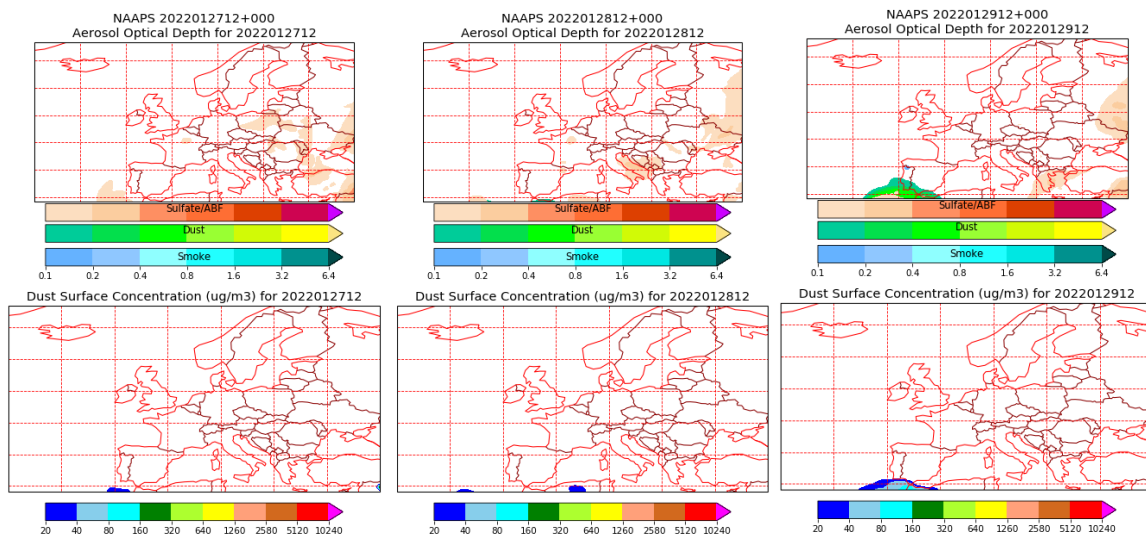 NAAPS 2022012712+000
Aerosol Optical Depth for 2022012712
Sulfate/ABF
Dust
Smoke
0.1 0.2 0.4 0.8 1.6 3.2 6.4
NAAPS 2022012812+000
Aerosol Optical Depth for 2022012812
Sulfate/ABF
Dust
Smoke
0.1 0.2 0.4 0.8 1.6 3.2 6.4
NAAPS 2022012912+000
Aerosol Optical Depth for 2022012912
Sulfate/ABF
Dust
Smoke
0.1 0.2 0.4 0.8 1.6 3.2 6.4
Dust Surface Concentration (ug/m3) for 2022012712
20 40 80 160 320 640 1260 2580 5120 10240
Dust Surface Concentration (ug/m3) for 2022012812
20 40 80 160 320 640 1260 2580 5120 10240
Dust Surface Concentration (ug/m3) for 2022012912
20 40 80 160 320 640 1260 2580 5120 10240